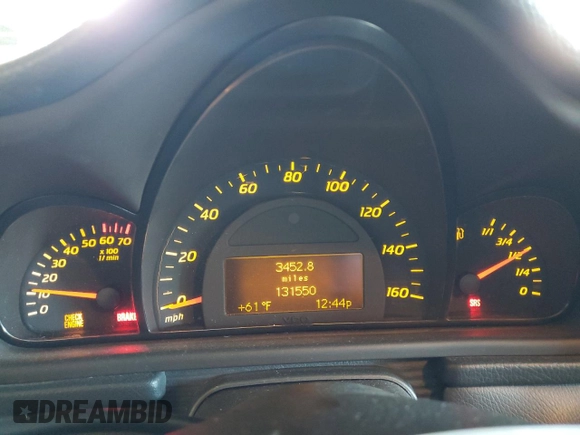 70
60
50
40
30
20
10
0
x 100
1/min
CHECK
ENGINE
BRAKE
0
20
40
60
80
100
120
140
160
mph
3452.8
miles
131550
+61°F 12:44p
1/1
3/4
1/2
1/4
0
SRS
DREAMBID